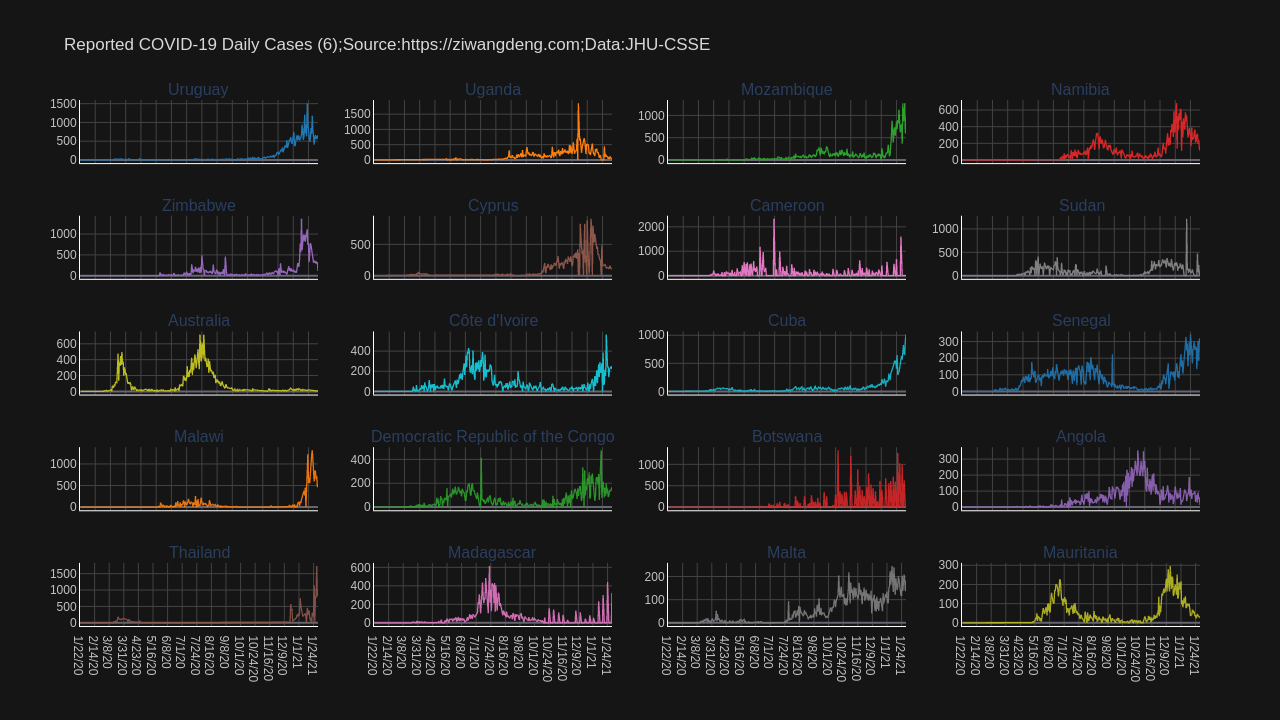 Reported COVID-19 Daily Cases (6);Source:https://ziwangdeng.com;Data:JHU-CSSE
Uruguay Uganda Mozambique Namibia
1500 1000 500 0
1500 1000 500 0
1000 500 0
600 400 200 0
Zimbabwe Cyprus Cameroon Sudan
1000 500 0
500 0
2000 1000 0
1000 500 0
Australia Côte d'Ivoire Cuba Senegal
600 400 200 0
400 200 0
1000 500 0
300 200 100 0
Malawi Democratic Republic of the Congo Botswana Angola
1000 500 0
400 200 0
1000 500 0
300 200 100 0
Thailand Madagascar Malta Mauritania
1500 1000 500 0
600 400 200 0
200 100 0
300 200 100 0
1/22/20 2/14/20 3/8/20 3/31/20 4/23/20 5/16/20 6/8/20 7/1/20 7/24/20 8/16/20 9/8/20 10/1/20 10/24/20 11/16/20 12/9/20 1/1/21 1/24/21
1/22/20 2/14/20 3/8/20 3/31/20 4/23/20 5/16/20 6/8/20 7/1/20 7/24/20 8/16/20 9/8/20 10/1/20 10/24/20 11/16/20 12/9/20 1/1/21 1/24/21
1/22/20 2/14/20 3/8/20 3/31/20 4/23/20 5/16/20 6/8/20 7/1/20 7/24/20 8/16/20 9/8/20 10/1/20 10/24/20 11/16/20 12/9/20 1/1/21 1/24/21
1/22/20 2/14/20 3/8/20 3/31/20 4/23/20 5/16/20 6/8/20 7/1/20 7/24/20 8/16/20 9/8/20 10/1/20 10/24/20 11/16/20 12/9/20 1/1/21 1/24/21